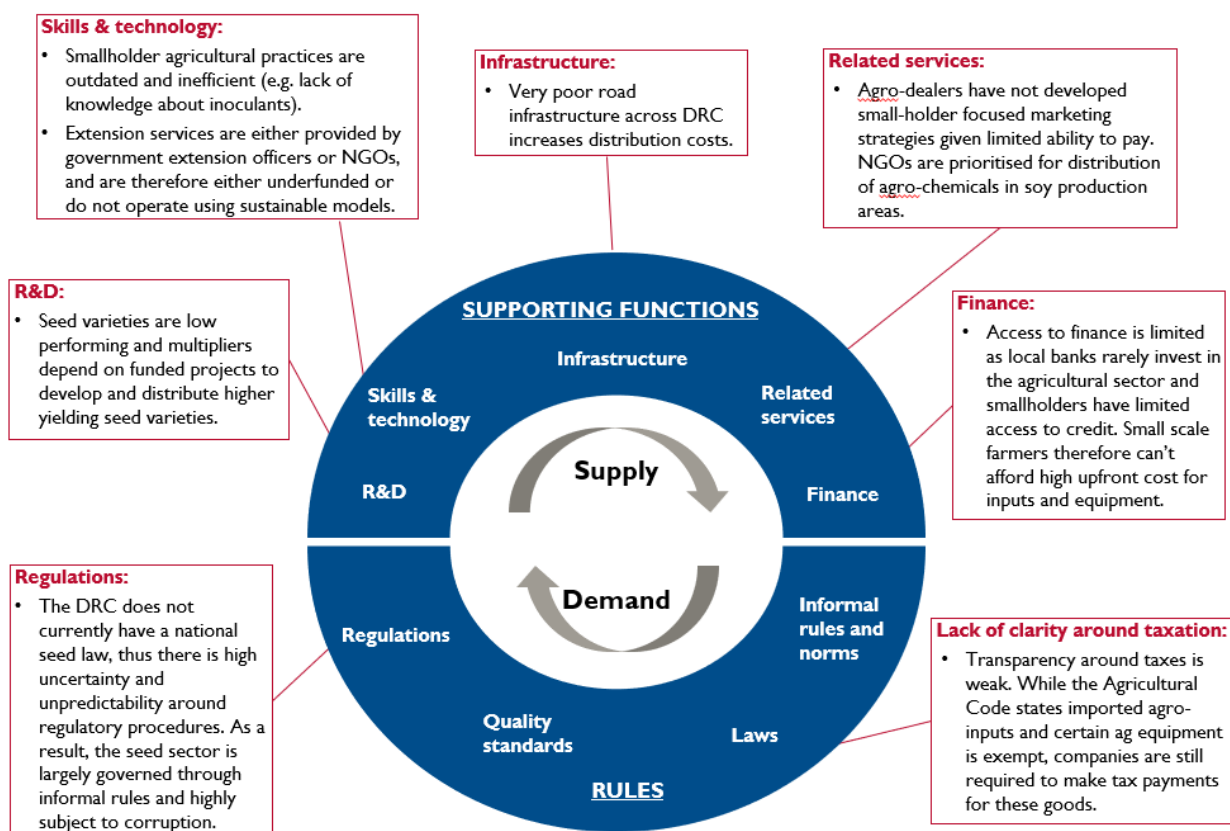 Skills & technology:
• Smallholder agricultural practices are
outdated and inefficient (e.g. lack of
knowledge about inoculants).
• Extension services are either provided by
government extension officers or NGOs,
and are therefore either underfunded or
do not operate using sustainable models.
Infrastructure:
• Very poor road
infrastructure across DRC
increases distribution costs.
Related services:
• Agro-dealers have not developed
small-holder focused marketing
strategies given limited ability to pay.
NGOs are prioritised for distribution
of agro-chemicals in soy production
areas.
R&D:
• Seed varieties are low
performing and multipliers
depend on funded projects to
develop and distribute higher
yielding seed varieties.
Finance:
• Access to finance is limited
as local banks rarely invest in
the agricultural sector and
smallholders have limited
access to credit. Small scale
farmers therefore can't
afford high upfront cost for
inputs and equipment.
SUPPORTING FUNCTIONS
Infrastructure
Skills &
technology
Related
services
R&D
Finance
Supply
Demand
Regulations
Informal
rules and
norms
Quality
standards
Laws
RULES
Regulations:
• The DRC does not
currently have a national
seed law, thus there is high
uncertainty and
unpredictability around
regulatory procedures. As a
result, the seed sector is
largely governed through
informal rules and highly
subject to corruption.
Lack of clarity around taxation:
• Transparency around taxes is
weak. While the Agricultural
Code states imported agro-
inputs and certain ag equipment
is exempt, companies are still
required to make tax payments
for these goods.